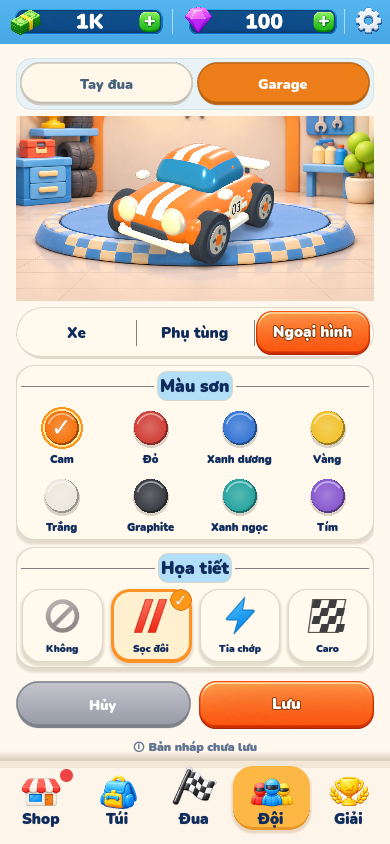 1K
100
Tay đua
Garage
03
Xe
Phụ tùng
Ngoại hình
Màu sơn
Cam
Đỏ
Xanh dương
Vàng
Trắng
Graphite
Xanh ngọc
Tím
Họa tiết
Không
Sọc đôi
Tia chớp
Caro
Hủy
Lưu
Bản nháp chưa lưu
Shop
Túi
Đua
Đội
Giải